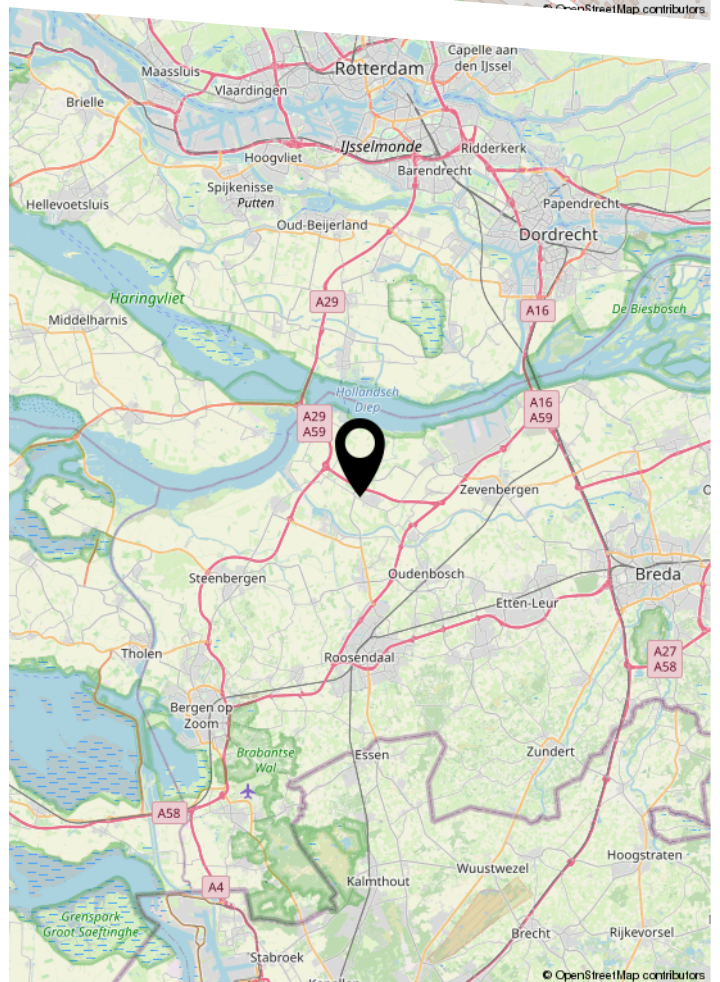 © OpenStreetMap contributors
Capelle aan
den IJssel
Rotterdam
Maassluis
Vlaardingen
Brielle
IJsselmonde
Ridderkerk
Hoogvliet
Barendrecht
Spijkenisse
Putten
Hellevoetsluis
Papendrecht
Oud-Beijerland
Dordrecht
Haringvliet
A29
A16
De Biesbosch
Middelharnis
Hollandsch
Diep
A29
A59
A16
A59
Zevenbergen
Steenbergen
Oudenbosch
Breda
Etten-Leur
Tholen
Roosendaal
A27
A58
Bergen op
Zoom
Brabantse
Wal
Essen
Zundert
A58
Hoogstraten
Wuustwezel
Kalmthout
A4
Grenspark
Groot Saeftinghe
Brecht
Rijkevorsel
Stabroek
© OpenStreetMap contributors